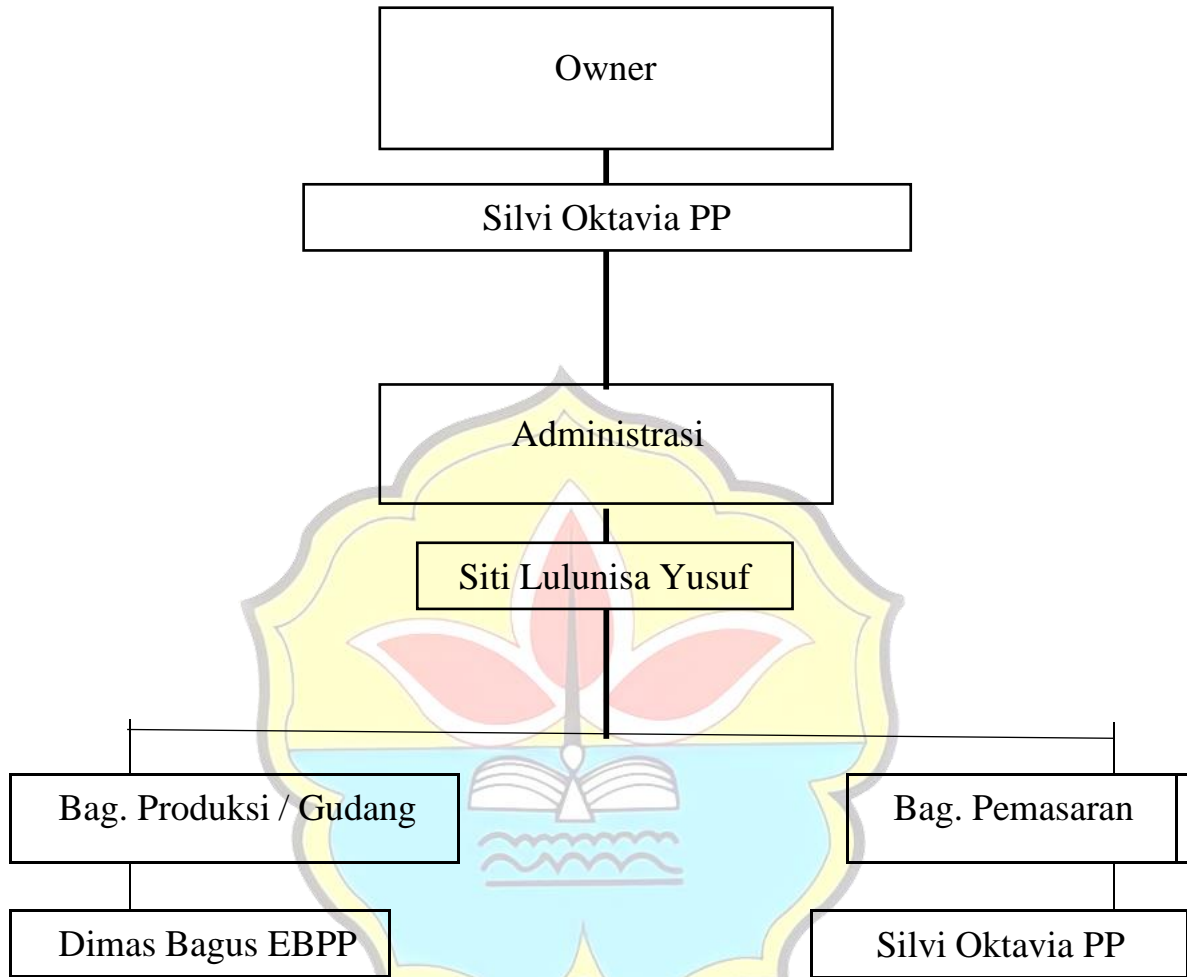 Owner
Silvi Oktavia PP
Administrasi
Siti Lulunisa Yusuf
Bag. Produksi / Gudang
Bag. Pemasaran
Dimas Bagus EBPP
Silvi Oktavia PP